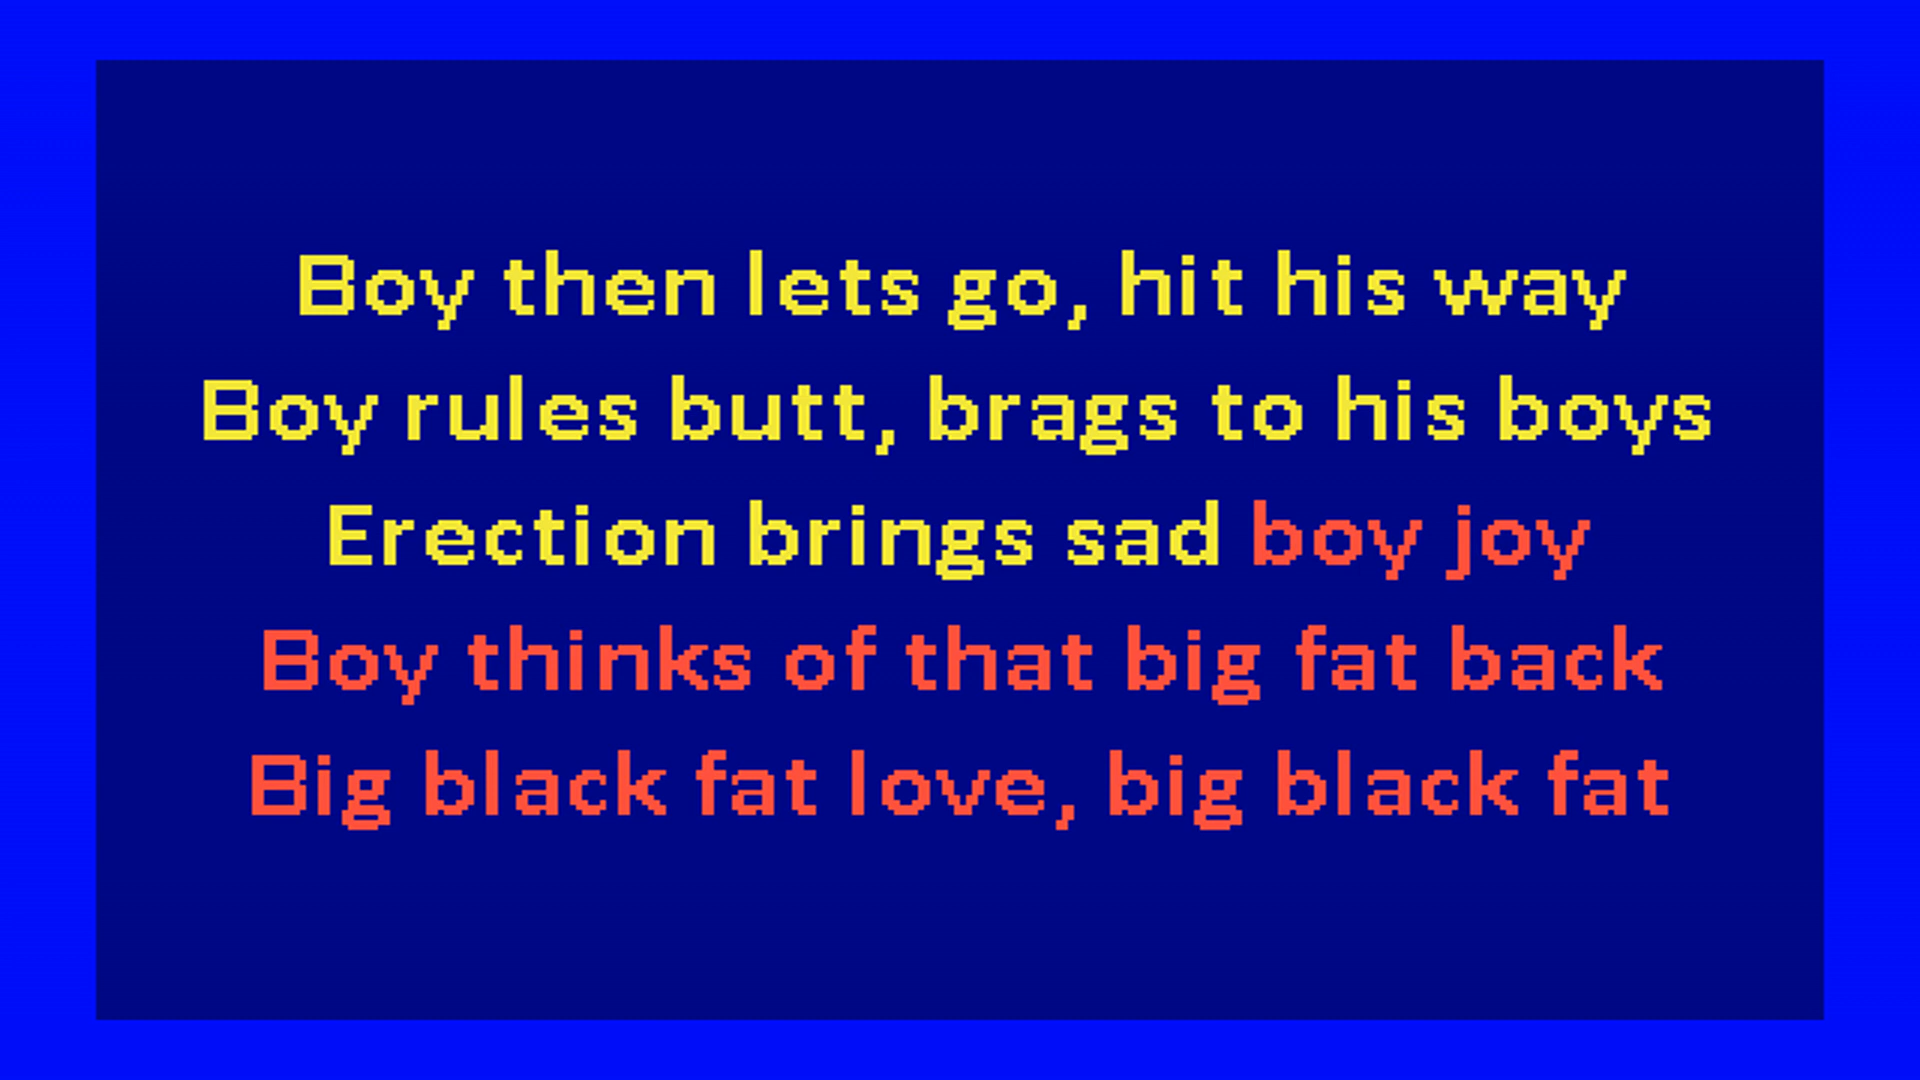 Boy then lets go, hit his way
Boy rules butt, brags to his boys
Erection brings sad boy joy
Boy thinks of that big fat back
Big black fat love, big black fat